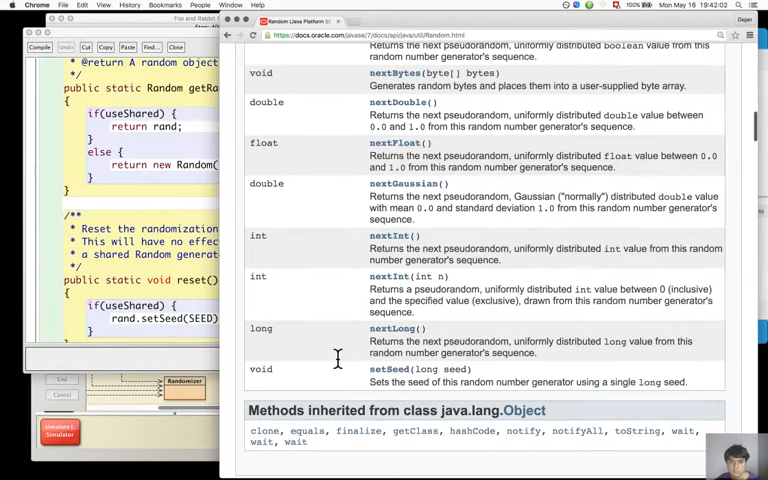 Chrome File Edit View History Bookmarks People Window Help
100% Mon May 16 19:42:02
Fox and Rabbit S
Random (Java Platform SE
Dejan
https://docs.oracle.com/javase/7/docs/api/java/util/Random.html
Compile Undo Cut Copy Paste Find... Close
* @return A random object
*/
public static Random getRa
{
if(useShared) {
return rand;
}
else {
return new Random(
}
}
/**
* Reset the randomization
* This will have no effec
* a shared Random generat
*/
public static void reset()
{
if(useShared) {
rand.setSeed(SEED)
}
End
Cancel
Randomizer
simulato1:
Simulator
Returns the next pseudorandom, uniformly distributed boolean value from this
random number generator's sequence.
void nextBytes(byte[] bytes)
Generates random bytes and places them into a user-supplied byte array.
double nextDouble()
Returns the next pseudorandom, uniformly distributed double value between
0.0 and 1.0 from this random number generator's sequence.
float nextFloat()
Returns the next pseudorandom, uniformly distributed float value between 0.0
and 1.0 from this random number generator's sequence.
double nextGaussian()
Returns the next pseudorandom, Gaussian ("normally") distributed double value
with mean 0.0 and standard deviation 1.0 from this random number generator's
sequence.
int nextInt()
Returns the next pseudorandom, uniformly distributed int value from this random
number generator's sequence.
int nextInt(int n)
Returns a pseudorandom, uniformly distributed int value between 0 (inclusive)
and the specified value (exclusive), drawn from this random number generator's
sequence.
long nextLong()
Returns the next pseudorandom, uniformly distributed long value from this
random number generator's sequence.
void setSeed(long seed)
Sets the seed of this random number generator using a single long seed.
Methods inherited from class java.lang.Object
clone, equals, finalize, getClass, hashCode, notify, notifyAll, toString, wait,
wait, wait